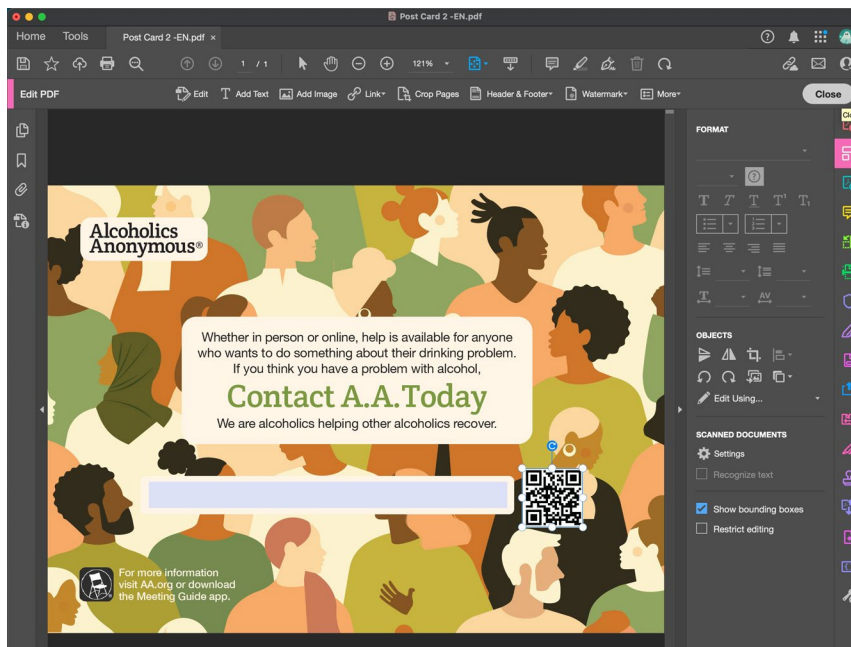 Post Card 2 -EN.pdf
Home Tools Post Card 2 -EN.pdf ×
1 / 1 121%
Edit PDF Edit Add Text Add Image Link Crop Pages Header & Footer Watermark More Close
FORMAT
OBJECTS
Edit Using...
SCANNED DOCUMENTS
Settings
Recognize text
Show bounding boxes
Restrict editing
Alcoholics
Anonymous®
Whether in person or online, help is available for anyone
who wants to do something about their drinking problem.
If you think you have a problem with alcohol,
Contact A.A.Today
We are alcoholics helping other alcoholics recover.
For more information
visit AA.org or download
the Meeting Guide app.